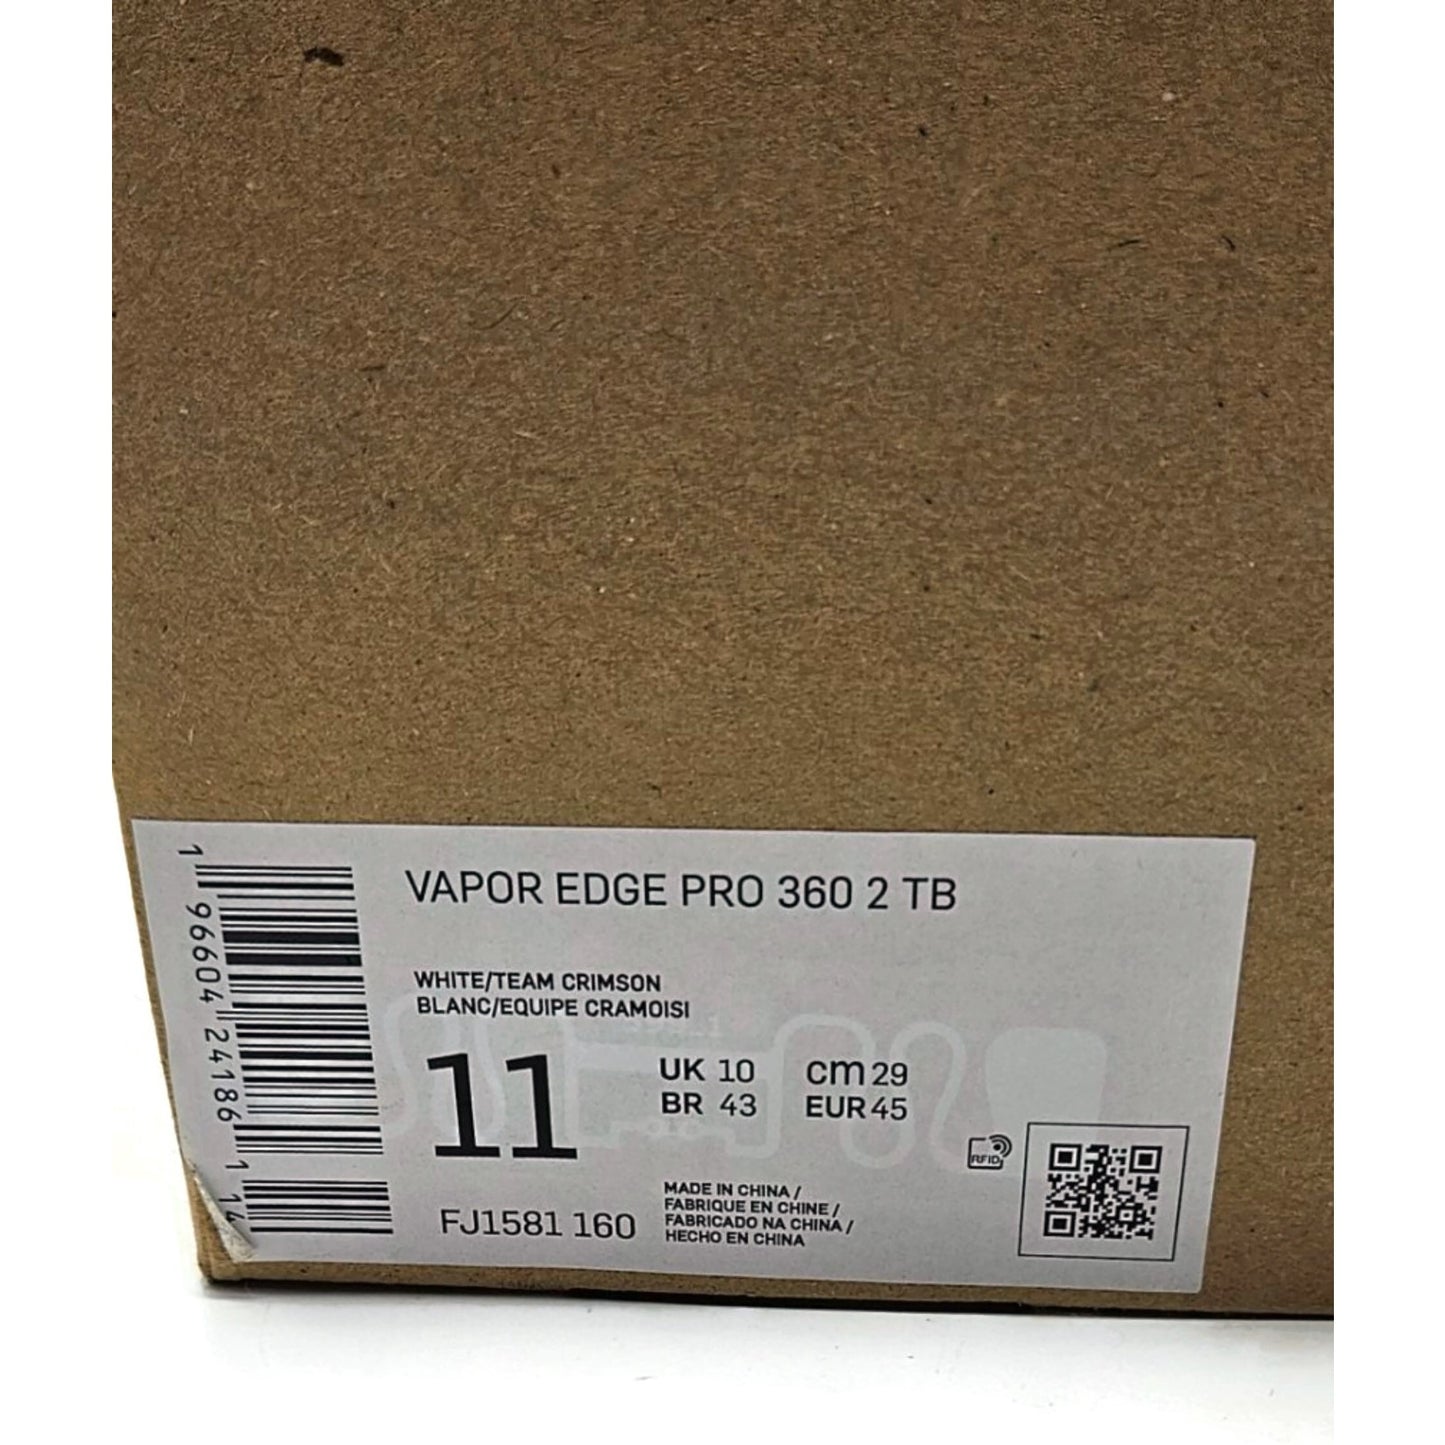 VAPOR EDGE PRO 360 2 TB
WHITE/TEAM CRIMSON
BLANC/EQUIPE CRAMOISI
11
UK 10
BR 43
cm 29
EUR 45
FJ1581 160
MADE IN CHINA /
FABRIQUE EN CHINE /
FABRICADO NA CHINA /
HECHO EN CHINA
RFID
1 96604 24186 1 14